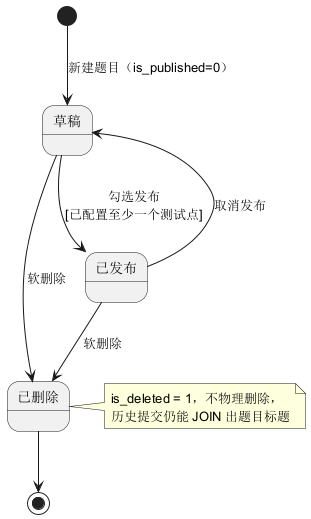 新建题目（is_published=0）
草稿
勾选发布
[已配置至少一个测试点]
取消发布
已发布
软删除
软删除
已删除
is_deleted = 1，不物理删除，
历史提交仍能 JOIN 出题目标题